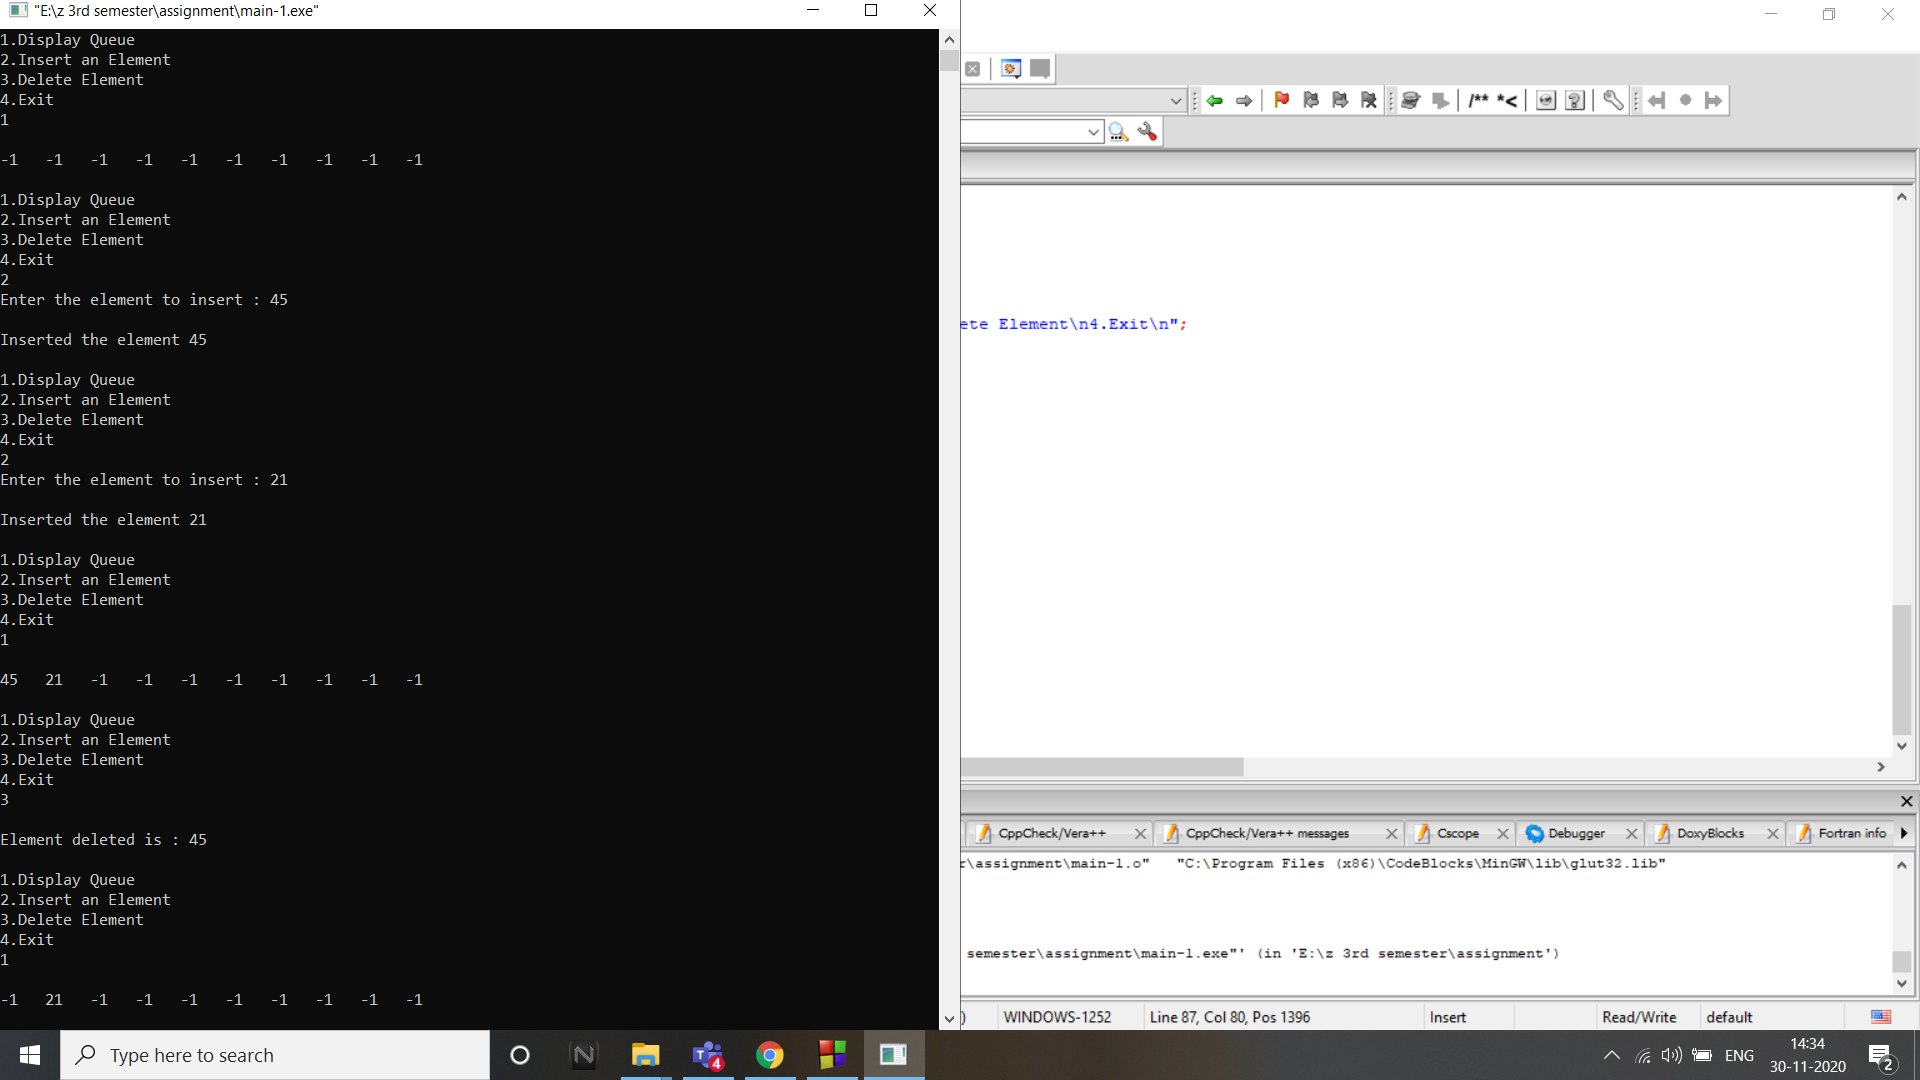 "E:\z 3rd semester\assignment\main-1.exe"
1.Display Queue
2.Insert an Element
3.Delete Element
4.Exit
1
-1 -1 -1 -1 -1 -1 -1 -1 -1 -1
1.Display Queue
2.Insert an Element
3.Delete Element
4.Exit
2
Enter the element to insert : 45
Inserted the element 45
1.Display Queue
2.Insert an Element
3.Delete Element
4.Exit
2
Enter the element to insert : 21
Inserted the element 21
1.Display Queue
2.Insert an Element
3.Delete Element
4.Exit
1
45 21 -1 -1 -1 -1 -1 -1 -1 -1
1.Display Queue
2.Insert an Element
3.Delete Element
4.Exit
3
Element deleted is : 45
1.Display Queue
2.Insert an Element
3.Delete Element
4.Exit
1
-1 21 -1 -1 -1 -1 -1 -1 -1 -1
/** *<
ete Element\n4.Exit\n";
CppCheck/Vera++ CppCheck/Vera++ messages Cscope Debugger DoxyBlocks Fortran info
r\assignment\main-1.o" "C:\Program Files (x86)\CodeBlocks\MinGW\lib\glut32.lib"
semester\assignment\main-1.exe"' (in 'E:\z 3rd semester\assignment')
) WINDOWS-1252 Line 87, Col 80, Pos 1396 Insert Read/Write default
Type here to search
N
T
4
ENG
14:34
30-11-2020
2